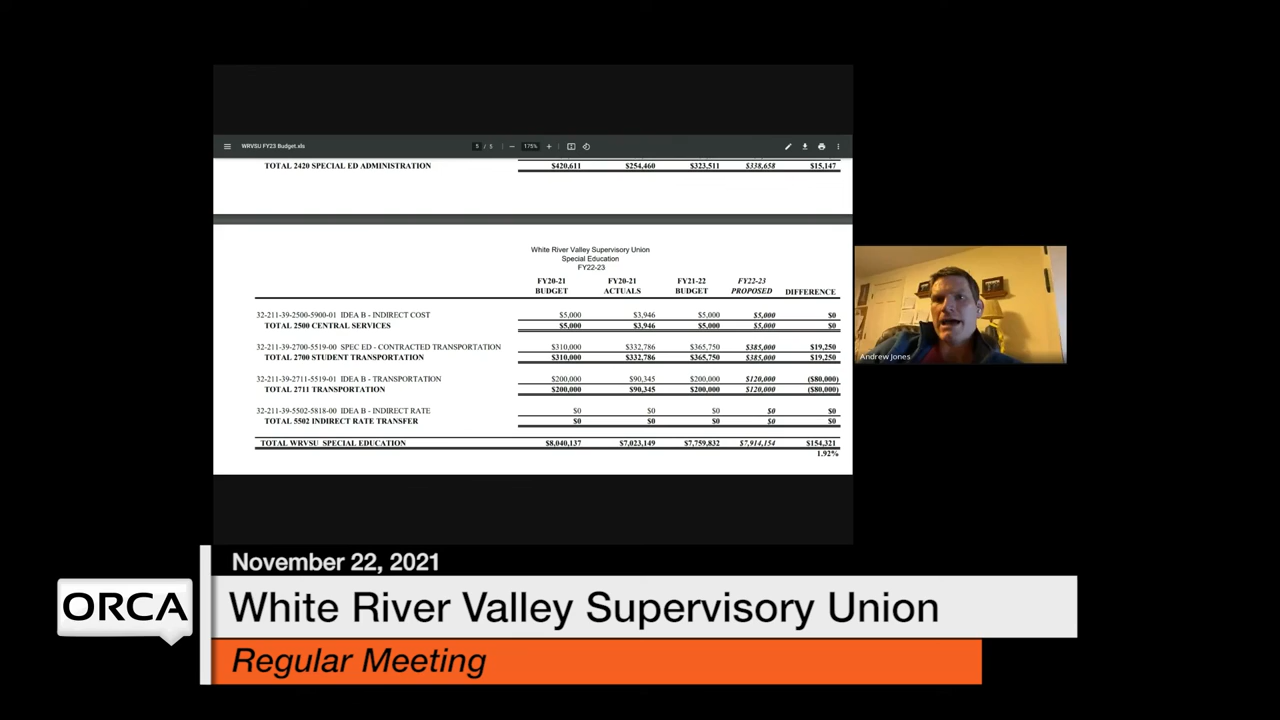 WRVSU FY23 Budget.xls
5 / 5
175%
TOTAL 2420 SPECIAL ED ADMINISTRATION $420,611 $254,460 $323,511 $338,658 $15,147
White River Valley Supervisory Union
Special Education
FY22-23
FY20-21 FY20-21 FY21-22 FY22-23
BUDGET ACTUALS BUDGET PROPOSED DIFFERENCE
32-211-39-2500-5900-01 IDEA B - INDIRECT COST $5,000 $3,946 $5,000 $5,000 $0
TOTAL 2500 CENTRAL SERVICES $5,000 $3,946 $5,000 $5,000 $0
32-211-39-2700-5519-00 SPEC ED - CONTRACTED TRANSPORTATION $310,000 $332,786 $365,750 $385,000 $19,250
TOTAL 2700 STUDENT TRANSPORTATION $310,000 $332,786 $365,750 $385,000 $19,250
32-211-39-2711-5519-01 IDEA B - TRANSPORTATION $200,000 $90,345 $200,000 $120,000 ($80,000)
TOTAL 2711 TRANSPORTATION $200,000 $90,345 $200,000 $120,000 ($80,000)
32-211-39-5502-5818-00 IDEA B - INDIRECT RATE $0 $0 $0 $0 $0
TOTAL 5502 INDIRECT RATE TRANSFER $0 $0 $0 $0 $0
TOTAL WRVSU SPECIAL EDUCATION $8,040,137 $7,023,149 $7,759,832 $7,914,154 $154,321
1.92%
Andrew Jones
November 22, 2021
ORCA
White River Valley Supervisory Union
Regular Meeting